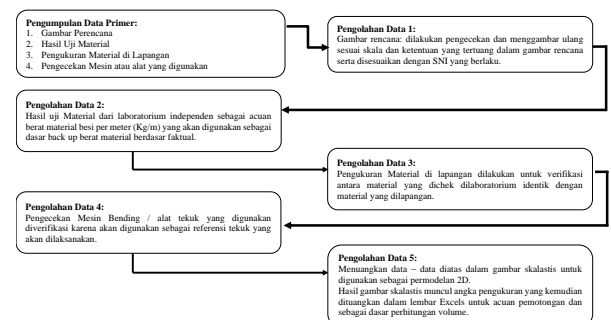 Pengumpulan Data Primer:
1. Gambar Perencana
2. Hasil Uji Material
3. Pengukuran Material di Lapangan
4. Pengecekan Mesin atau alat yang digunakan
Pengolahan Data 1:
Gambar rencana: dilakukan pengecekan dan menggambar ulang
sesuai skala dan ketentuan yang tertuang dalam gambar rencana
serta disesuaikan dengan SNI yang berlaku.
Pengolahan Data 2:
Hasil uji Material dari laboratorium independen sebagai acuan
berat material besi per meter (Kg/m) yang akan digunakan sebagai
dasar back up berat material berdasar faktual.
Pengolahan Data 3:
Pengukuran Material di lapangan dilakukan untuk verifikasi
antara material yang dichek dilaboratorium identik dengan
material yang dilapangan.
Pengolahan Data 4:
Pengecekan Mesin Bending / alat tekuk yang digunakan
diverifikasi karena akan digunakan sebagai referensi tekuk yang
akan dilaksanakan.
Pengolahan Data 5:
Menuangkan data – data diatas dalam gambar skalastis untuk
digunakan sebagai permodelan 2D.
Hasil gambar skalastis muncul angka pengukuran yang kemudian
dituangkan dalam lembar Excels untuk acuan pemotongan dan
sebagai dasar perhitungan volume.